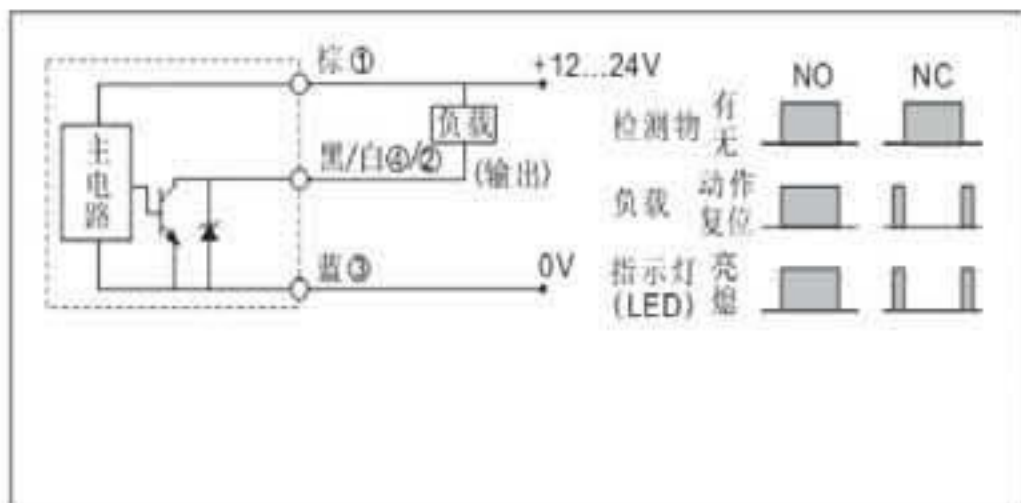 棕①
+12...24V
主电路
负载
黑/白④/②
(输出)
蓝③
0V
NO
NC
检测物
有
无
负载
动作
复位
指示灯
(LED)
亮
熄